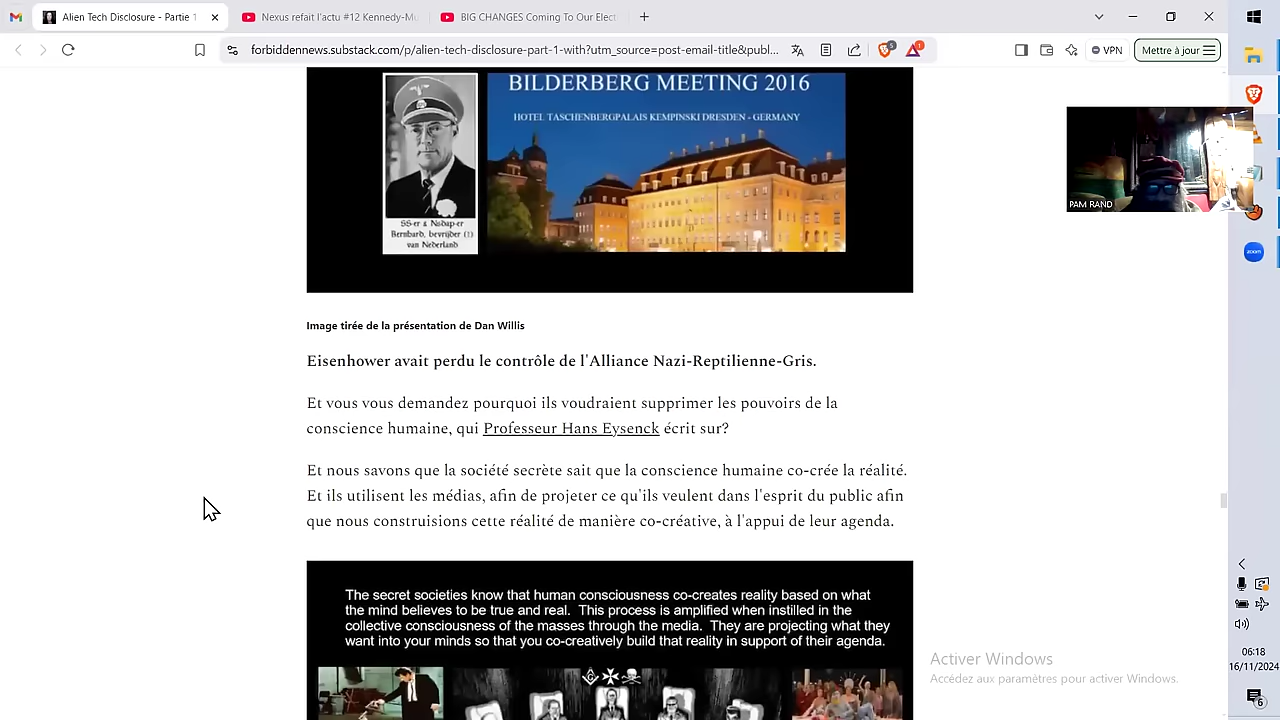 Alien Tech Disclosure - Partie 1
Nexus refait l'actu #12 Kennedy-Mu
BIG CHANGES Coming To Our Elect
forbiddennews.substack.com/p/alien-tech-disclosure-part-1-with?utm_source=post-email-title&publ...
5
1
VPN
Mettre à jour
BILDERBERG MEETING 2016
HOTEL TASCHENBERGPALAIS KEMPINSKI DRESDEN - GERMANY
SS-er & Nsdap-er
Bernhard, bevrijder (!)
van Nederland
PAM RAND
zoom
Image tirée de la présentation de Dan Willis
Eisenhower avait perdu le contrôle de l'Alliance Nazi-Reptilienne-Gris.
Et vous vous demandez pourquoi ils voudraient supprimer les pouvoirs de la
conscience humaine, qui Professeur Hans Eysenck écrit sur?
Et nous savons que la société secrète sait que la conscience humaine co-crée la réalité.
Et ils utilisent les médias, afin de projeter ce qu'ils veulent dans l'esprit du public afin
que nous construisions cette réalité de manière co-créative, à l'appui de leur agenda.
The secret societies know that human consciousness co-creates reality based on what
the mind believes to be true and real. This process is amplified when instilled in the
collective consciousness of the masses through the media. They are projecting what they
want into your minds so that you co-creatively build that reality in support of their agenda.
Activer Windows
Accédez aux paramètres pour activer Windows.
06:18
16/11/2024
6